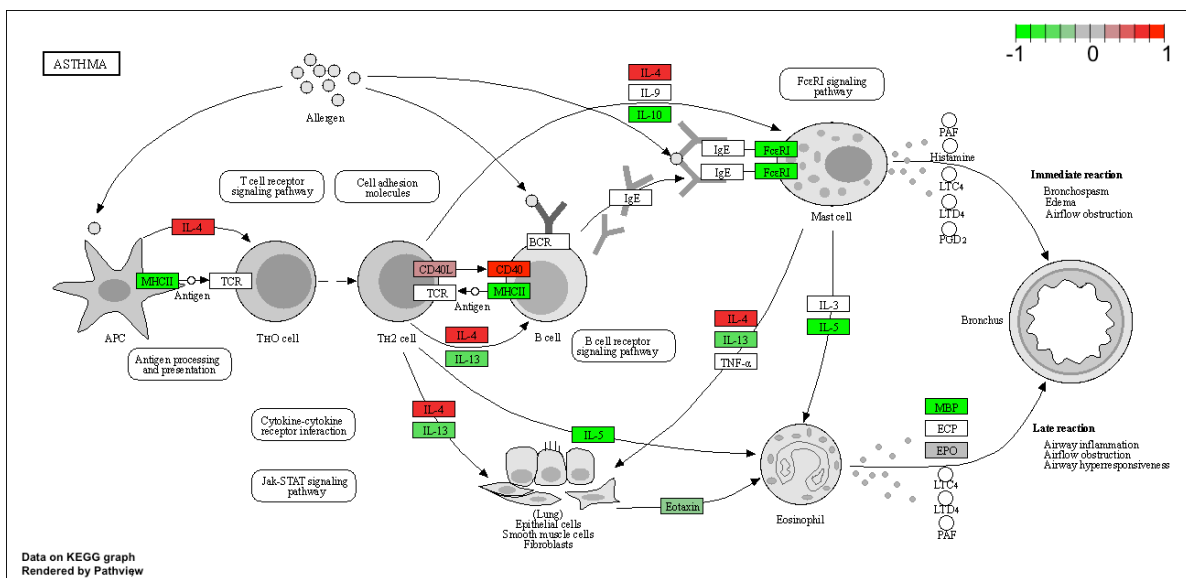 ASTHMA
-1 0 1
Allergen
IL-4
IL-9
IL-10
FcεRI signaling
pathway
T cell receptor
signaling pathway
Cell adhesion
molecules
IgE
FcεRI
IgE
FcεRI
IgE
Mast cell
PAF
Histamine
LTC4
LTD4
PGD2
Immediate reaction
Bronchospasm
Edema
Airflow obstruction
IL-4
MHCII
Antigen
TCR
APC
TH0 cell
CD40L
CD40
TCR
MHCII
Antigen
BCR
TH2 cell
B cell
IL-4
IL-13
Antigen processing
and presentation
B cell receptor
signaling pathway
IL-4
IL-13
TNF-α
IL-3
IL-5
Bronchus
Cytokine-cytokine
receptor interaction
Jak-STAT signaling
pathway
IL-4
IL-13
IL-5
Eotaxin
(Lung)
Epithelial cells
Smooth muscle cells
Fibroblasts
Eosinophil
MBP
ECP
EPO
LTC4
LTD4
PAF
Late reaction
Airway inflammation
Airflow obstruction
Airway hyperresponsiveness
Data on KEGG graph
Rendered by Pathview